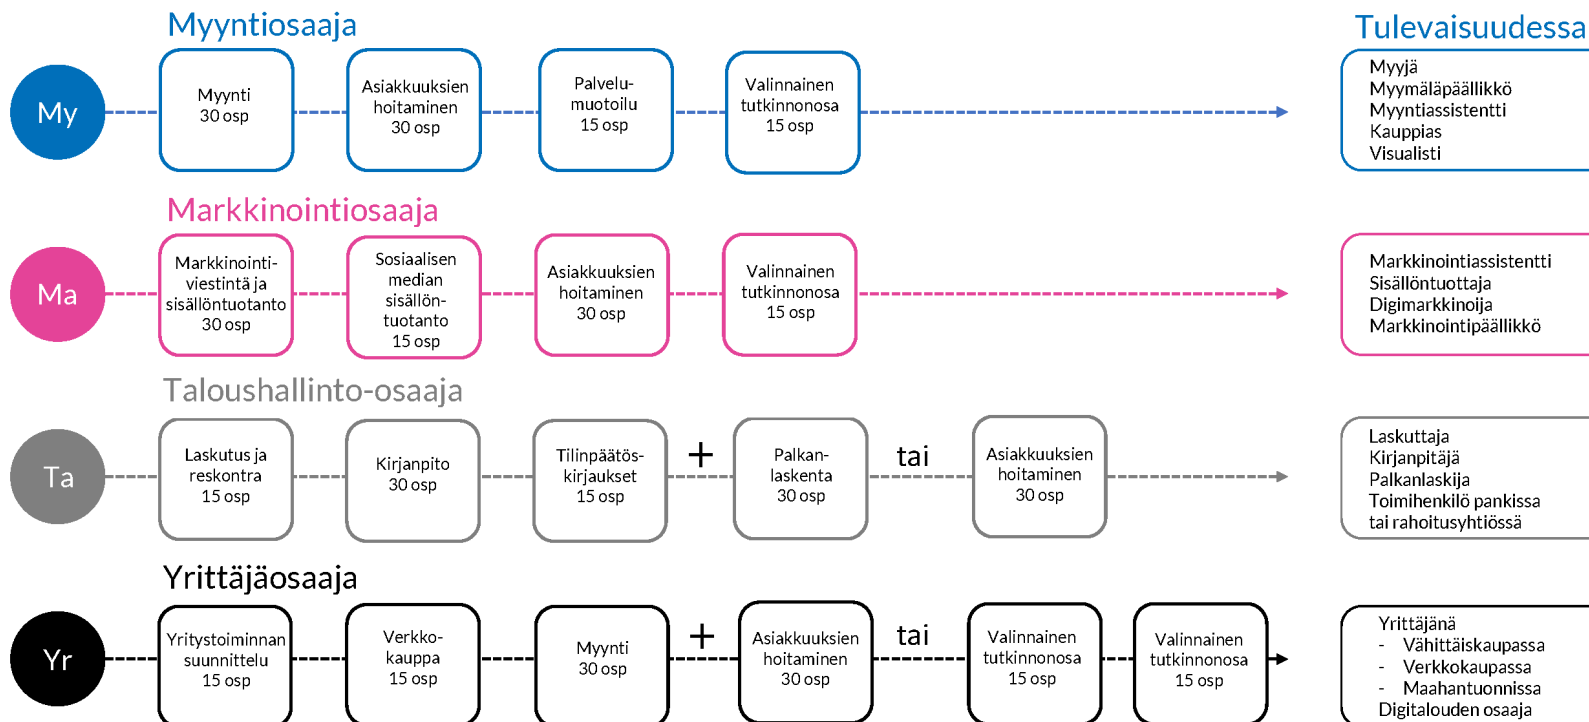 Myyntiosaaja
Tulevaisuudessa
My
Myynti
30 osp
Asiakkuuksien
hoitaminen
30 osp
Palvelu-
muotoilu
15 osp
Valinnainen
tutkinnonosa
15 osp
Myyjä
Myymäläpäällikkö
Myyntiassistentti
Kauppias
Visualisti
Markkinointiosaaja
Ma
Markkinointi-
viestintä ja
sisällöntuotanto
30 osp
Sosiaalisen
median
sisällön-
tuotanto
15 osp
Asiakkuuksien
hoitaminen
30 osp
Valinnainen
tutkinnonosa
15 osp
Markkinointiassistentti
Sisällöntuottaja
Digimarkkinoija
Markkinointipäällikkö
Taloushallinto-osaaja
Ta
Laskutus ja
reskontra
15 osp
Kirjanpito
30 osp
Tilinpäätös-
kirjaukset
15 osp
+
Palkan-
laskenta
30 osp
tai
Asiakkuuksien
hoitaminen
30 osp
Laskuttaja
Kirjanpitäjä
Palkanlaskija
Toimihenkilö pankissa
tai rahoitusyhtiössä
Yrittäjäosaaja
Yr
Yritystoiminnan
suunnittelu
15 osp
Verkko-
kauppa
15 osp
Myynti
30 osp
+
Asiakkuuksien
hoitaminen
30 osp
tai
Valinnainen
tutkinnonosa
15 osp
Valinnainen
tutkinnonosa
15 osp
Yrittäjänä
- Vähittäiskaupassa
- Verkkokaupassa
- Maahantuonnissa
Digitalouden osaaja